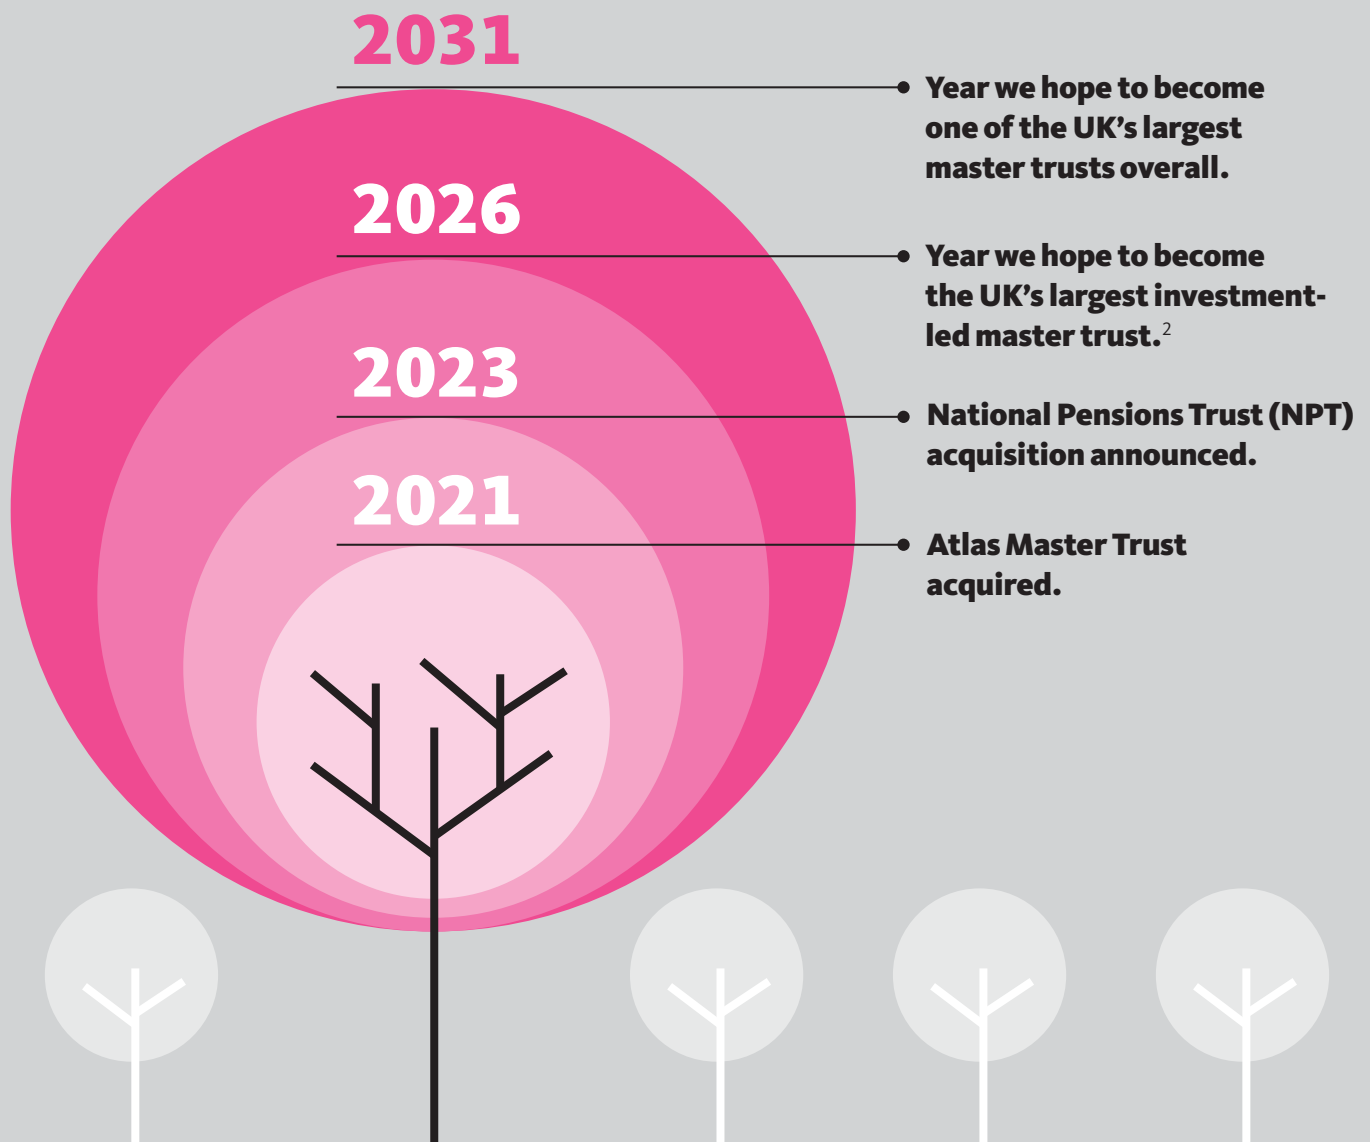 2031
Year we hope to become
one of the UK’s largest
master trusts overall.
2026
Year we hope to become
the UK’s largest investment-
led master trust.2
2023
National Pensions Trust (NPT)
acquisition announced.
2021
Atlas Master Trust
acquired.